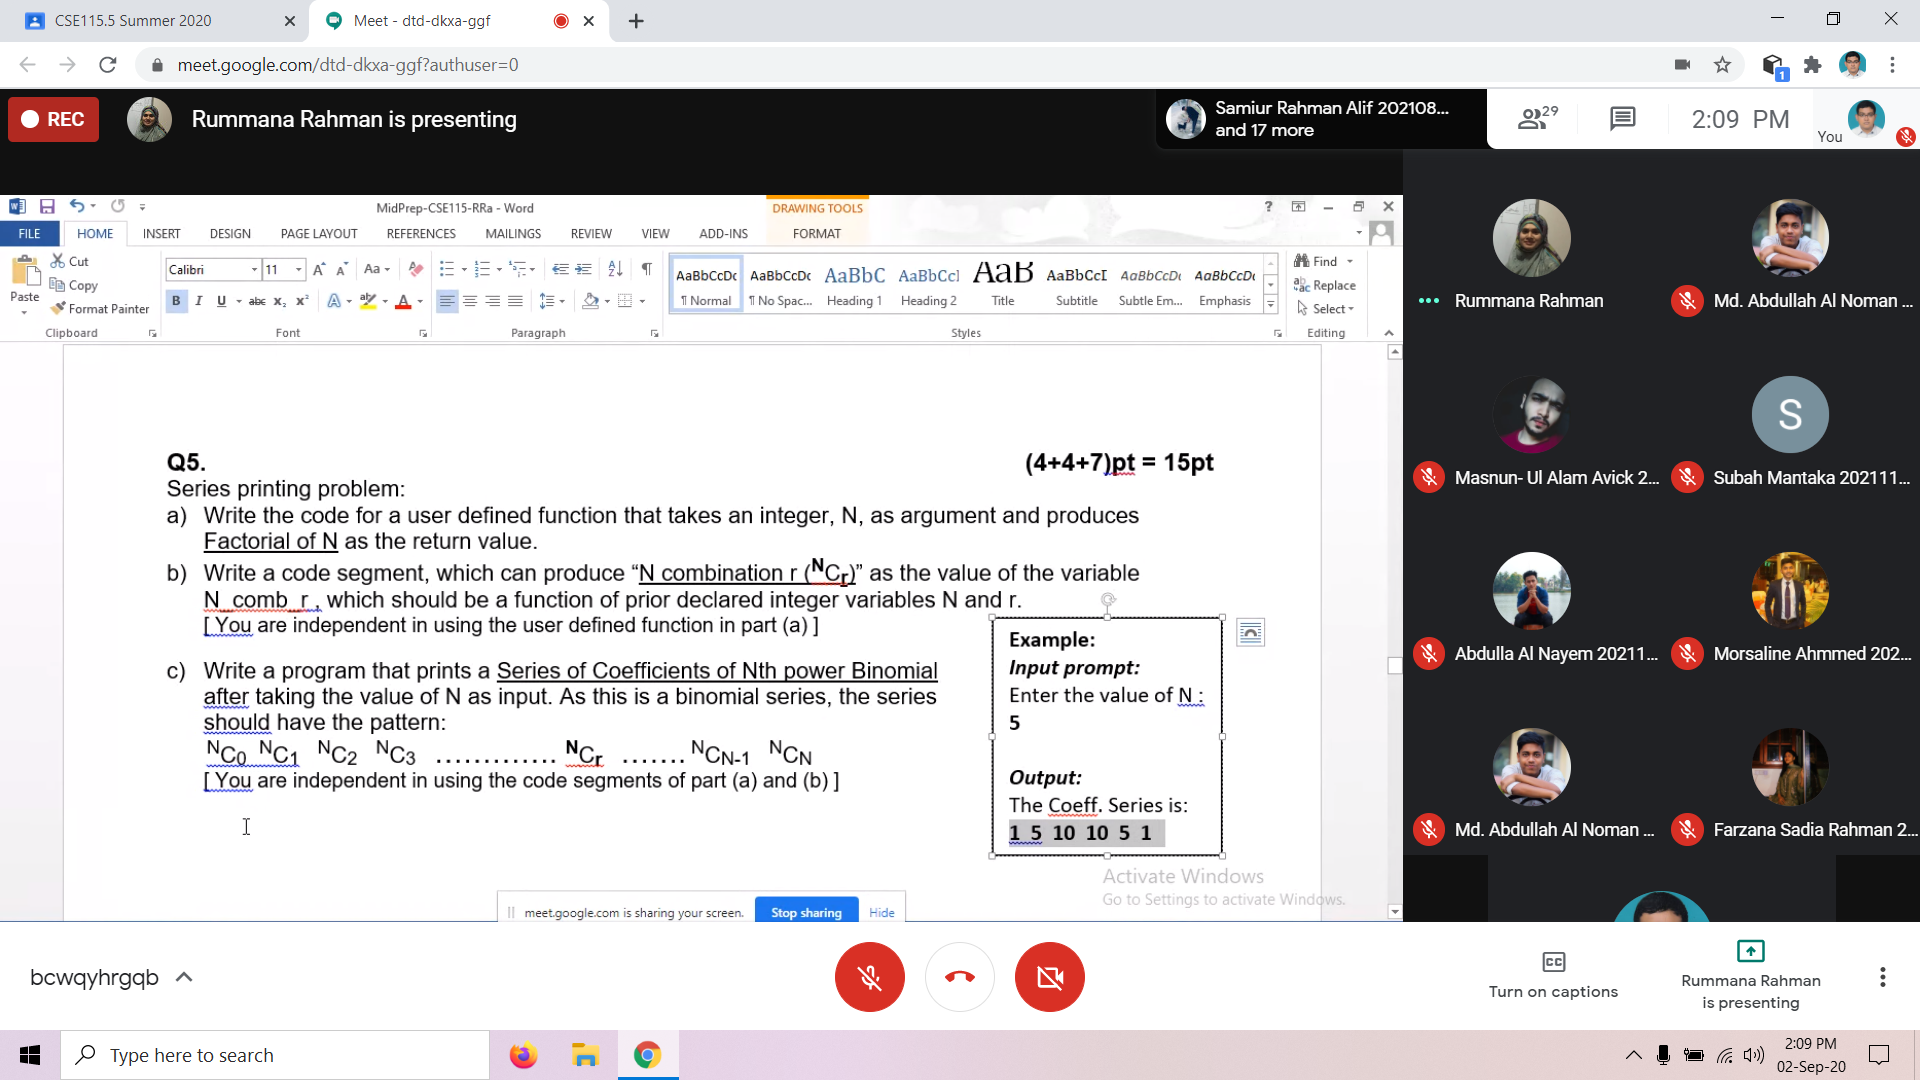 CSE115.5 Summer 2020
Meet - dtd-dkxa-ggf
meet.google.com/dtd-dkxa-ggf?authuser=0
1
REC
Rummana Rahman is presenting
Samiur Rahman Alif 202108...
and 17 more
29
2:09 PM
You
MidPrep-CSE115-RRa - Word
DRAWING TOOLS
FILE HOME INSERT DESIGN PAGE LAYOUT REFERENCES MAILINGS REVIEW VIEW ADD-INS FORMAT
Paste
Cut
Copy
Format Painter
Clipboard
Calibri 11
Font
Paragraph
AaBbCcDc AaBbCcDc AaBbC AaBbCcl AaB AaBbCcI AaBbCcDc AaBbCcDc
¶ Normal ¶ No Spac... Heading 1 Heading 2 Title Subtitle Subtle Em... Emphasis
Styles
Find
Replace
Select
Editing
Q5. (4+4+7)pt = 15pt
Series printing problem:
a) Write the code for a user defined function that takes an integer, N, as argument and produces
Factorial of N as the return value.
b) Write a code segment, which can produce “N combination r (NCr)” as the value of the variable
N_comb_r , which should be a function of prior declared integer variables N and r.
[ You are independent in using the user defined function in part (a) ]
c) Write a program that prints a Series of Coefficients of Nth power Binomial
after taking the value of N as input. As this is a binomial series, the series
should have the pattern:
NC0 NC1 NC2 NC3 ............. NCr ....... NCN-1 NCN
[ You are independent in using the code segments of part (a) and (b) ]
Example:
Input prompt:
Enter the value of N :
5
Output:
The Coeff. Series is:
1 5 10 10 5 1
Activate Windows
Go to Settings to activate Windows.
meet.google.com is sharing your screen. Stop sharing Hide
Rummana Rahman
Md. Abdullah Al Noman ...
Masnun- Ul Alam Avick 2...
S
Subah Mantaka 202111...
Abdulla Al Nayem 20211...
Morsaline Ahmmed 202...
Md. Abdullah Al Noman ...
Farzana Sadia Rahman 2...
bcwqyhrgqb
Turn on captions
Rummana Rahman
is presenting
Type here to search
2:09 PM
02-Sep-20